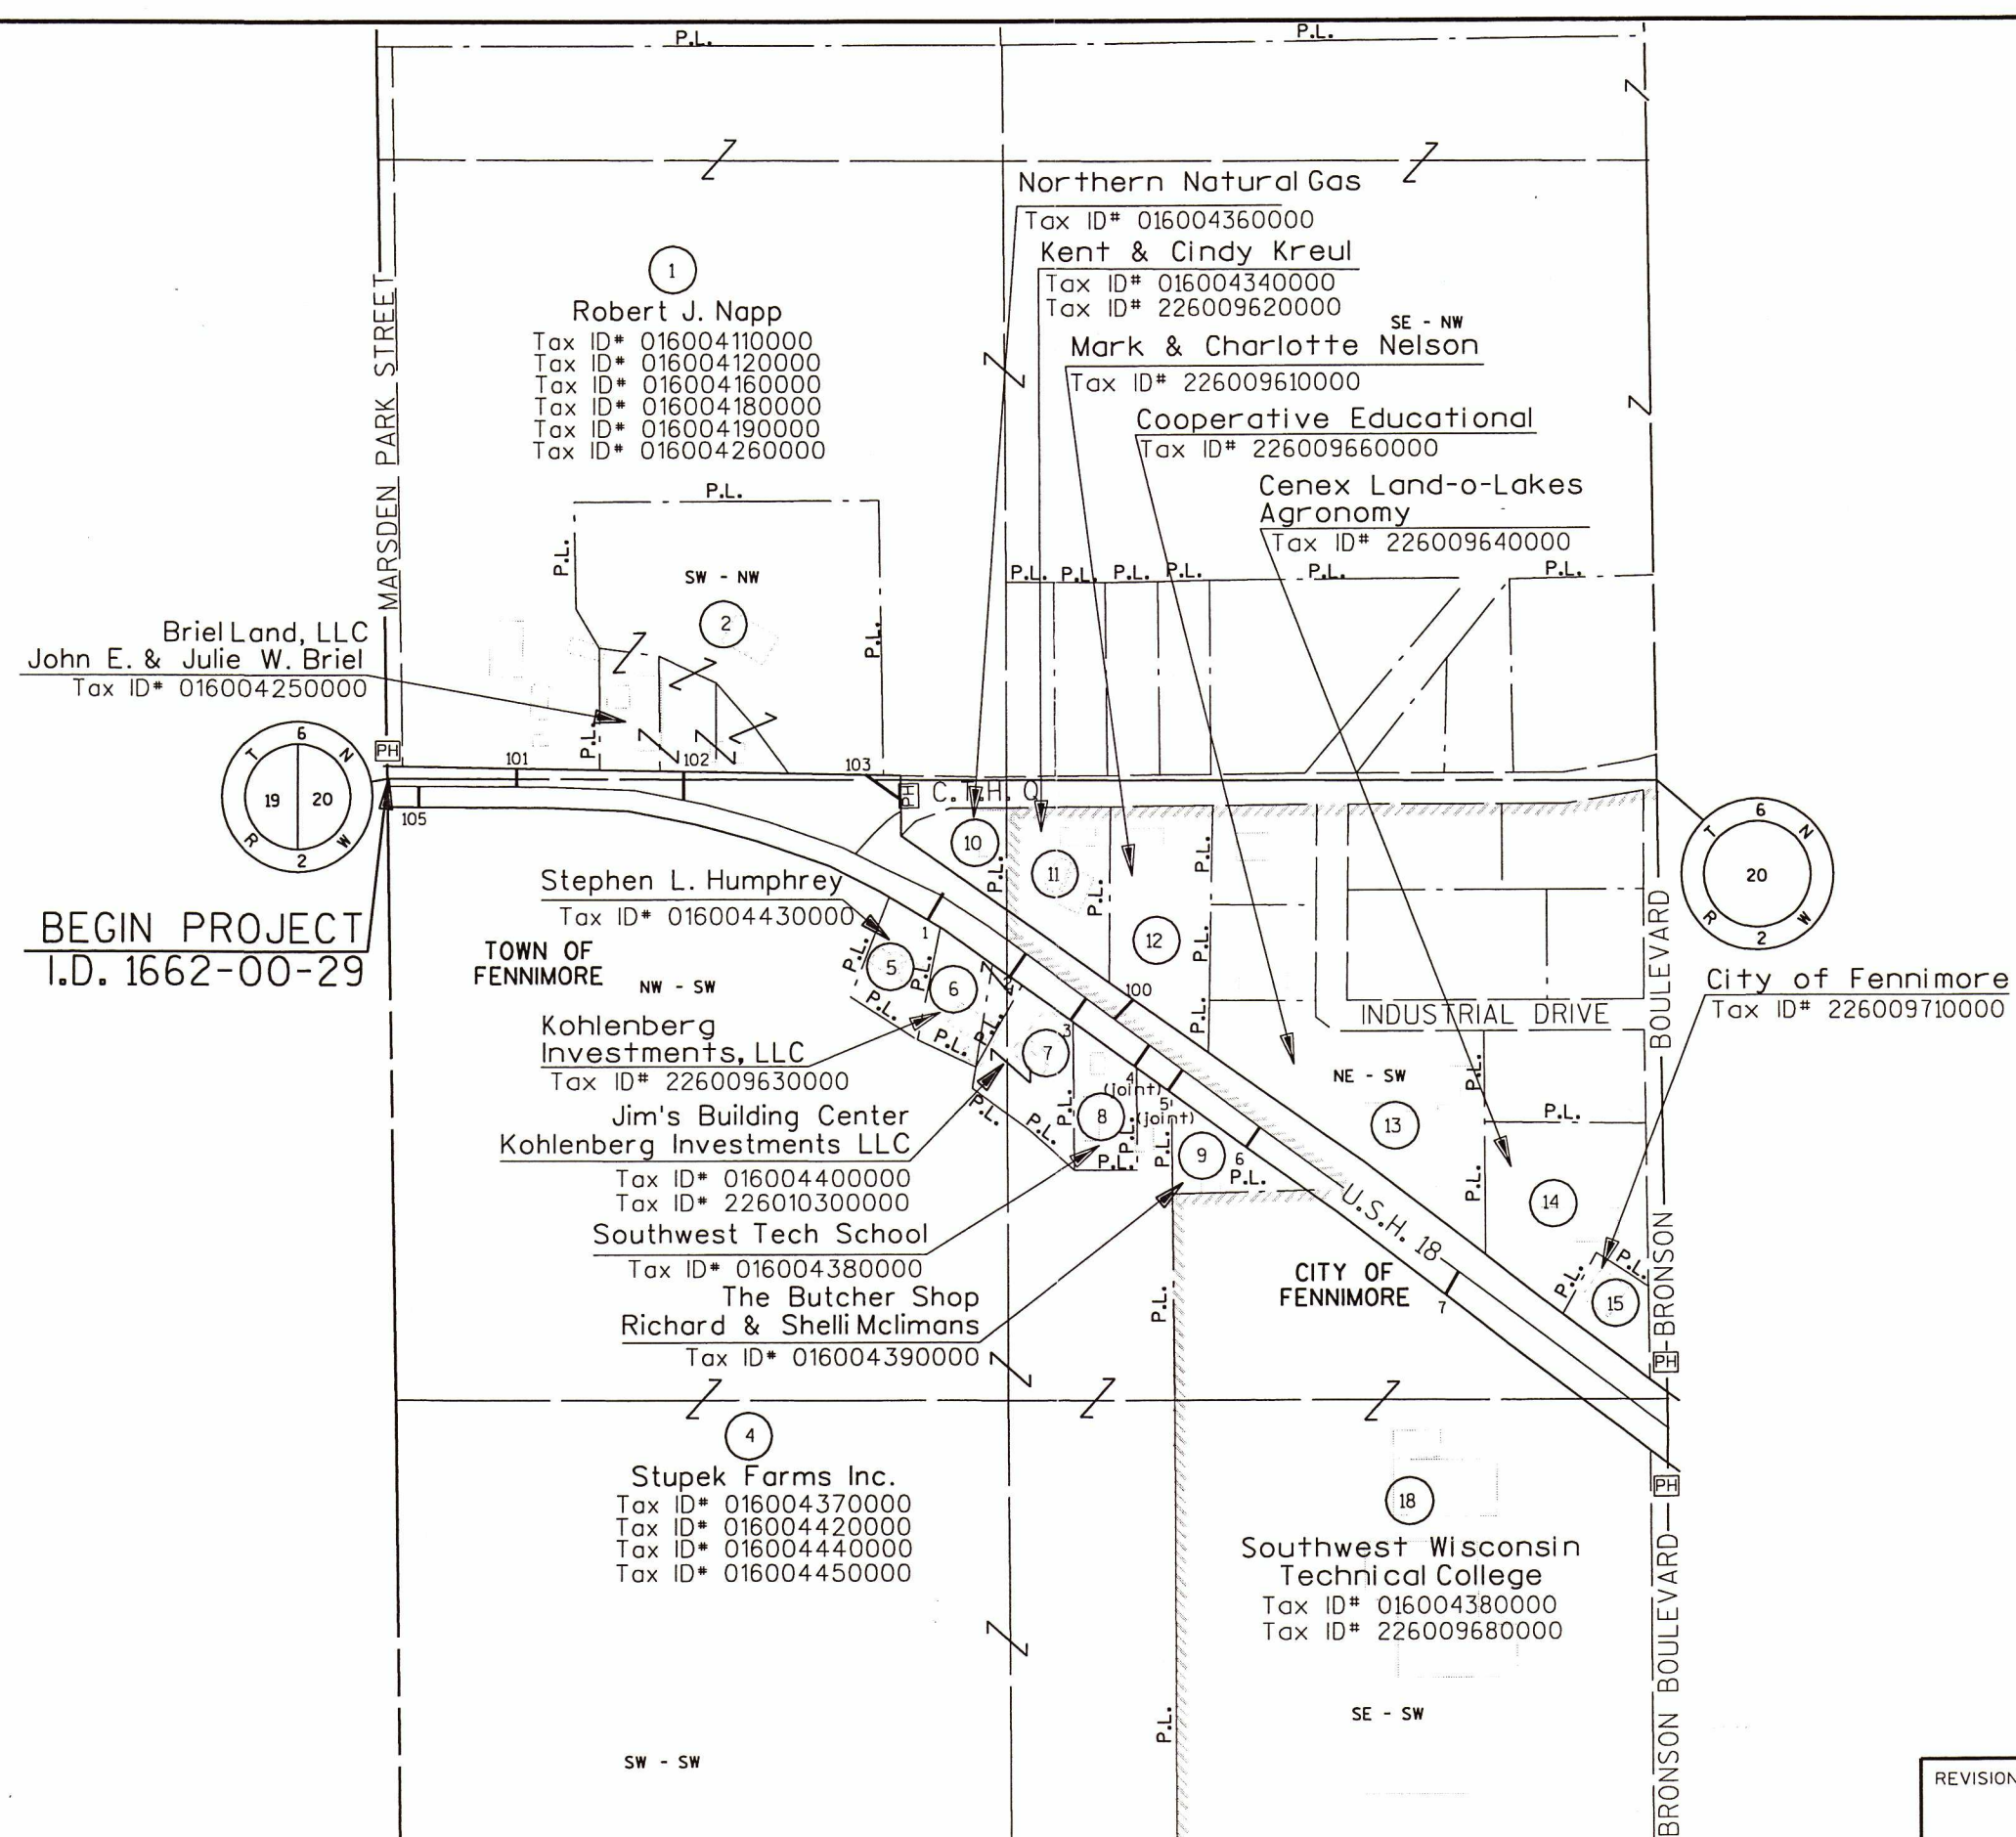 P.L.
P.L.
Northern Natural Gas
Tax ID# 016004360000
Kent & Cindy Kreul
Tax ID# 016004340000
Tax ID# 226009620000
SE - NW
Mark & Charlotte Nelson
Tax ID# 226009610000
Cooperative Educational
Tax ID# 226009660000
Cenex Land-o-Lakes
Agronomy
Tax ID# 226009640000
1
Robert J. Napp
Tax ID# 016004110000
Tax ID# 016004120000
Tax ID# 016004160000
Tax ID# 016004180000
Tax ID# 016004190000
Tax ID# 016004260000
MARSDEN PARK STREET
P.L.
P.L.
SW - NW
2
P.L.
P.L.
P.L. P.L. P.L. P.L.
P.L.
P.L.
Briel Land, LLC
John E. & Julie W. Briel
Tax ID# 016004250000
T 6 N
19 20
R 2 W
PH
101
102
103
105
PH
C.T.H. Q
T 6 N
20
R 2 W
BEGIN PROJECT
I.D. 1662-00-29
10
P.L.
11
P.L.
12
P.L.
P.L.
P.L.
Stephen L. Humphrey
Tax ID# 016004430000
TOWN OF
FENNIMORE
NW - SW
P.L.
5
P.L.
1
6
P.L.
P.L.
P.L.
2
3
100
7
Kohlenberg
Investments, LLC
Tax ID# 226009630000
Jim's Building Center
Kohlenberg Investments LLC
Tax ID# 016004400000
Tax ID# 226010300000
P.L.
P.L.
P.L.
4
(joint)
5
(joint)
8
P.L.
P.L.
P.L.
9
6
P.L.
Southwest Tech School
Tax ID# 016004380000
The Butcher Shop
Richard & Shelli Mclimans
Tax ID# 016004390000
INDUSTRIAL DRIVE
BOULEVARD
City of Fennimore
Tax ID# 226009710000
NE - SW
P.L.
P.L.
13
P.L.
14
P.L.
P.L.
15
U.S.H. 18
CITY OF
FENNIMORE
7
BRONSON
PH
P.L.
4
Stupek Farms Inc.
Tax ID# 016004370000
Tax ID# 016004420000
Tax ID# 016004440000
Tax ID# 016004450000
PH
18
Southwest Wisconsin
Technical College
Tax ID# 016004380000
Tax ID# 226009680000
BRONSON BOULEVARD
P.L.
SE - SW
SW - SW
REVISION